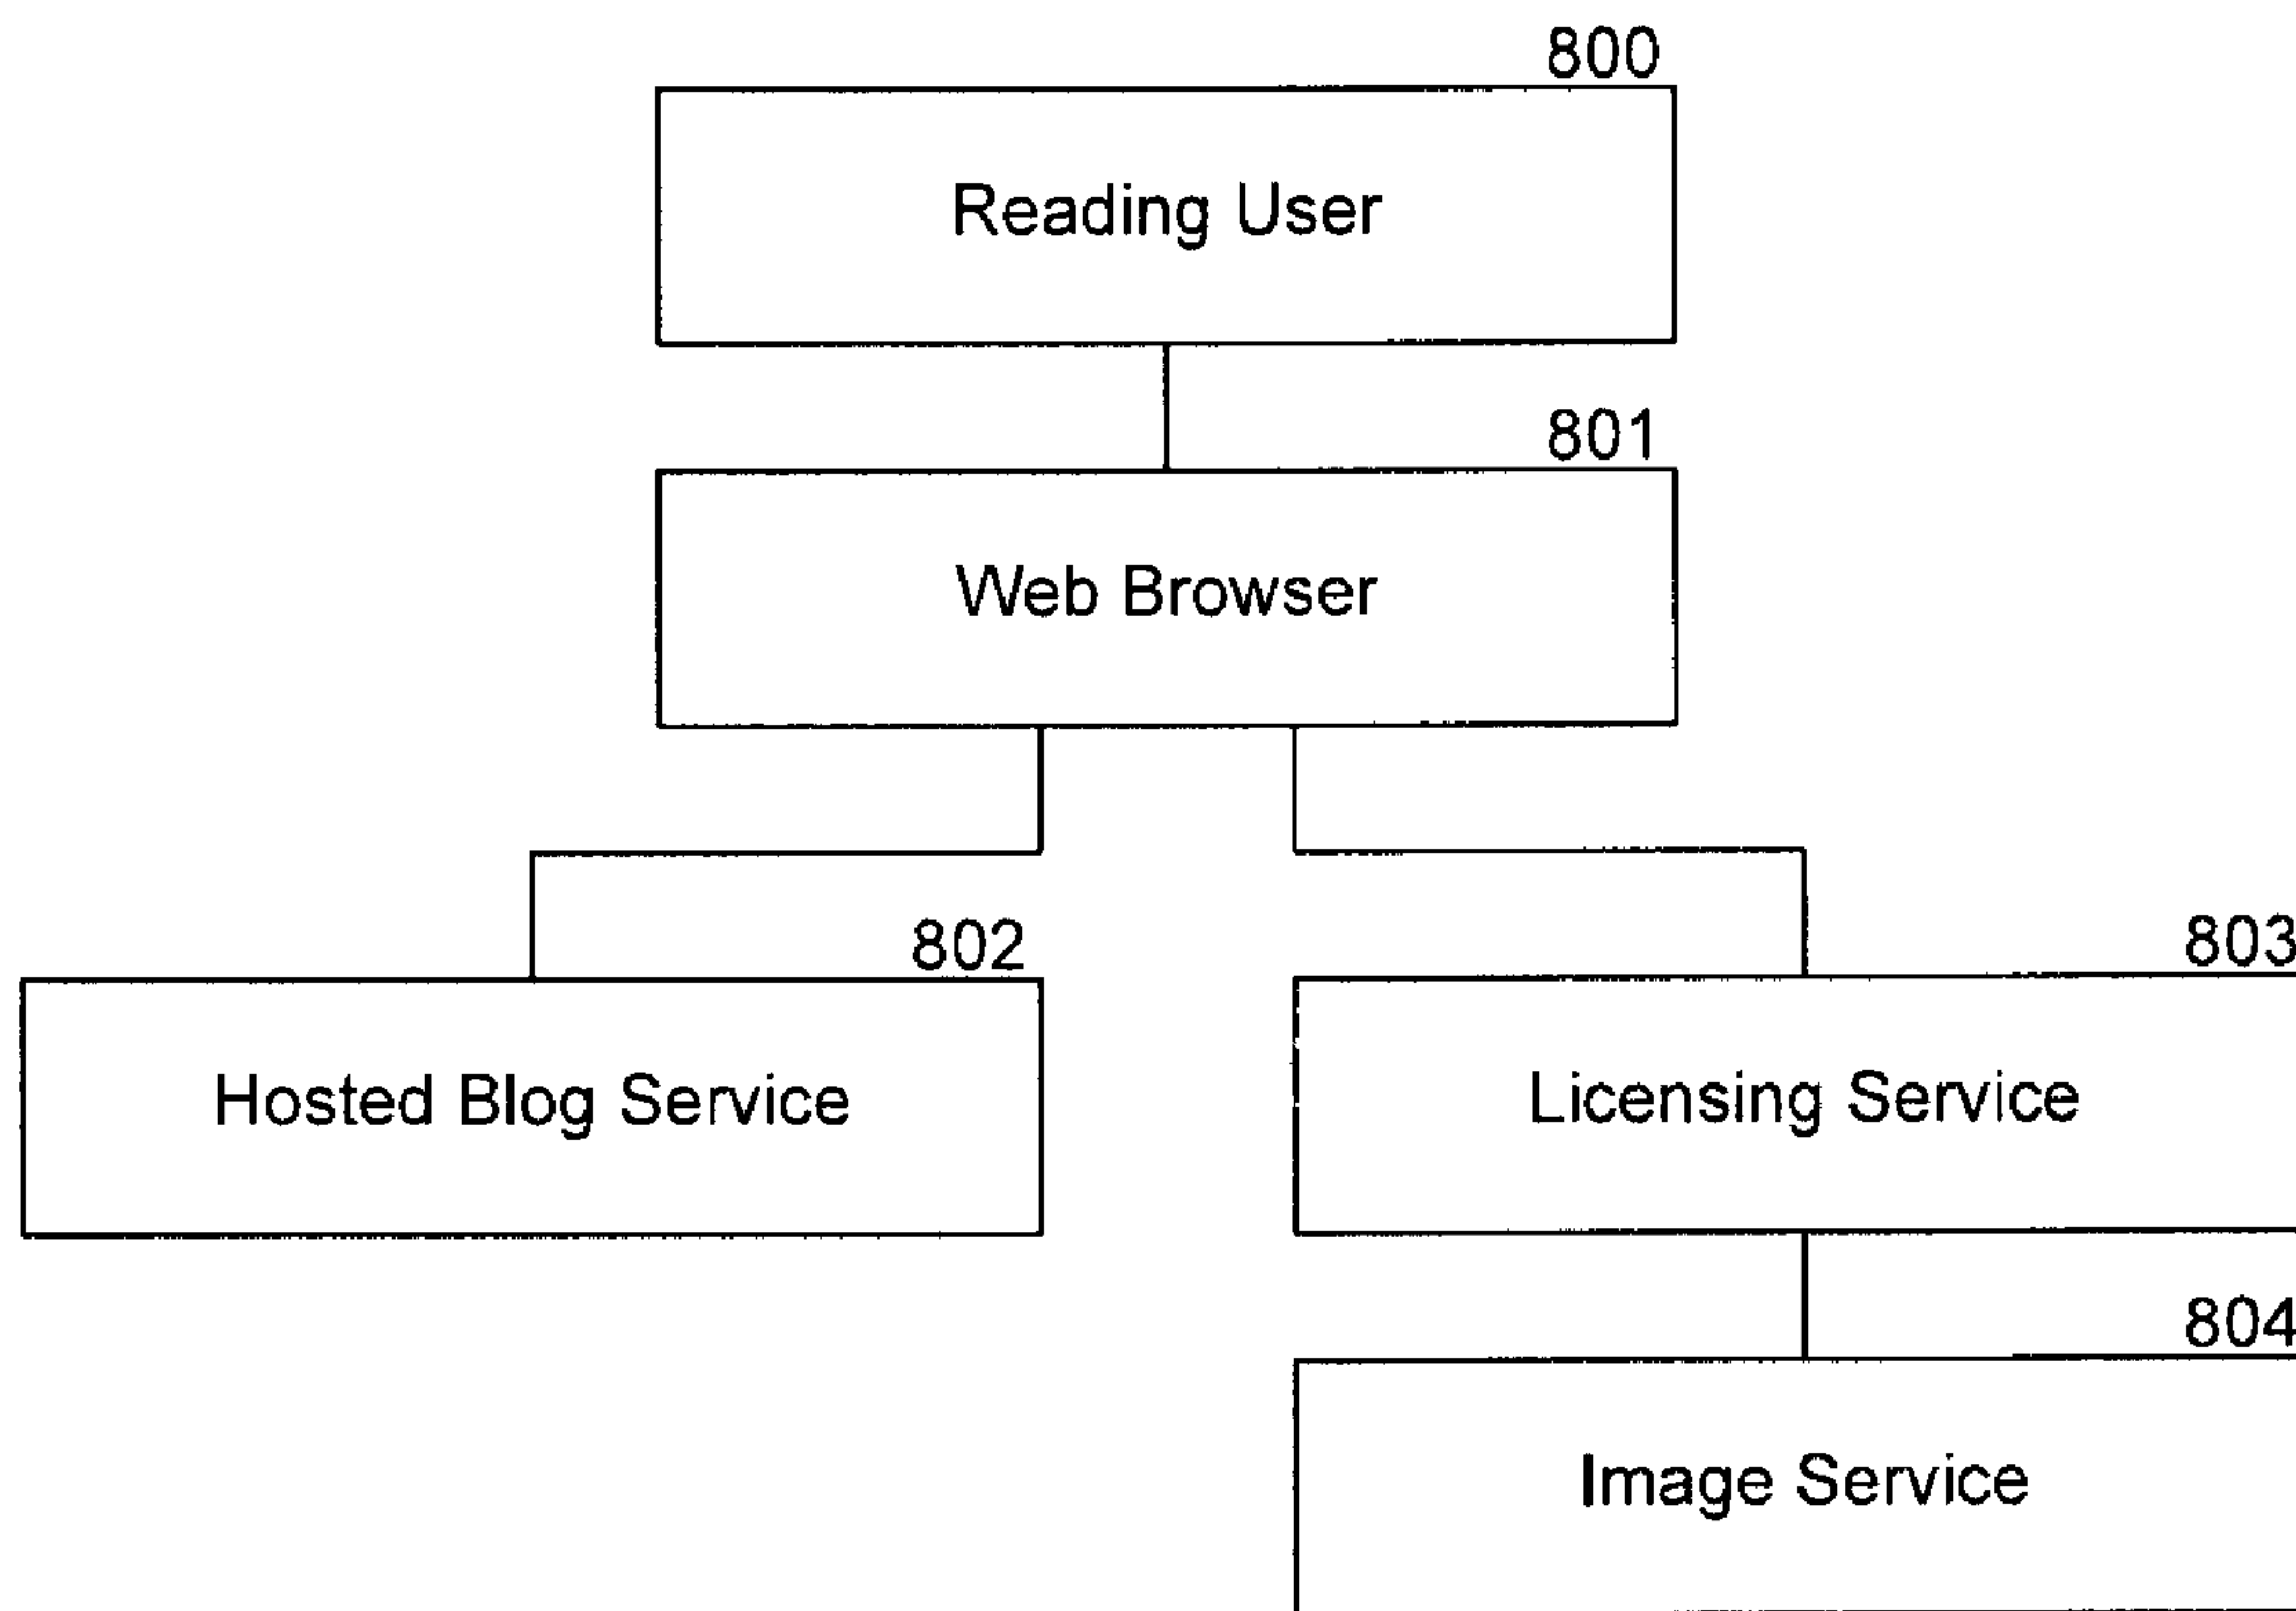 800
Reading User
801
Web Browser
802
Hosted Blog Service
803
Licensing Service
804
Image Service